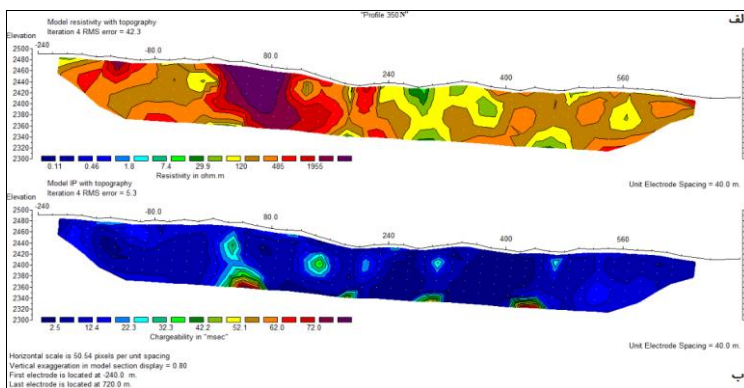 "Profile 350N"
الف
Model resistivity with topography
Iteration 4 RMS error = 42.3
Elevation
-240
-80.0
80.0
240
400
560
2500
2480
2460
2440
2420
2400
2380
2360
2340
2320
2300
0.11 0.46 1.8 7.4 29.9 120 485 1955
Resistivity in ohm.m
Unit Electrode Spacing = 40.0 m.
Model IP with topography
Iteration 4 RMS error = 5.3
Elevation
-240
-80.0
80.0
240
400
560
2500
2480
2460
2440
2420
2400
2380
2360
2340
2320
2300
2.5 12.4 22.3 32.3 42.2 52.1 62.0 72.0
Chargeability in "msec"
Unit Electrode Spacing = 40.0 m.
Horizontal scale is 50.54 pixels per unit spacing
Vertical exaggeration in model section display = 0.80
First electrode is located at -240.0 m.
Last electrode is located at 720.0 m.
ب